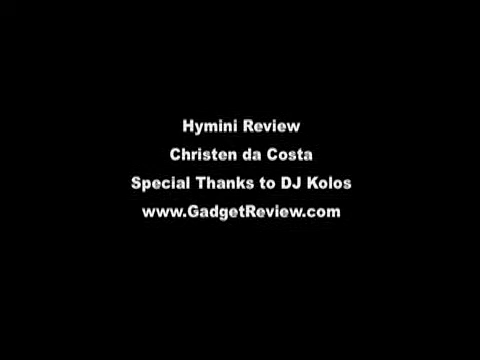 Hymini Review
Christen da Costa
Special Thanks to DJ Kolos
www.GadgetReview.com